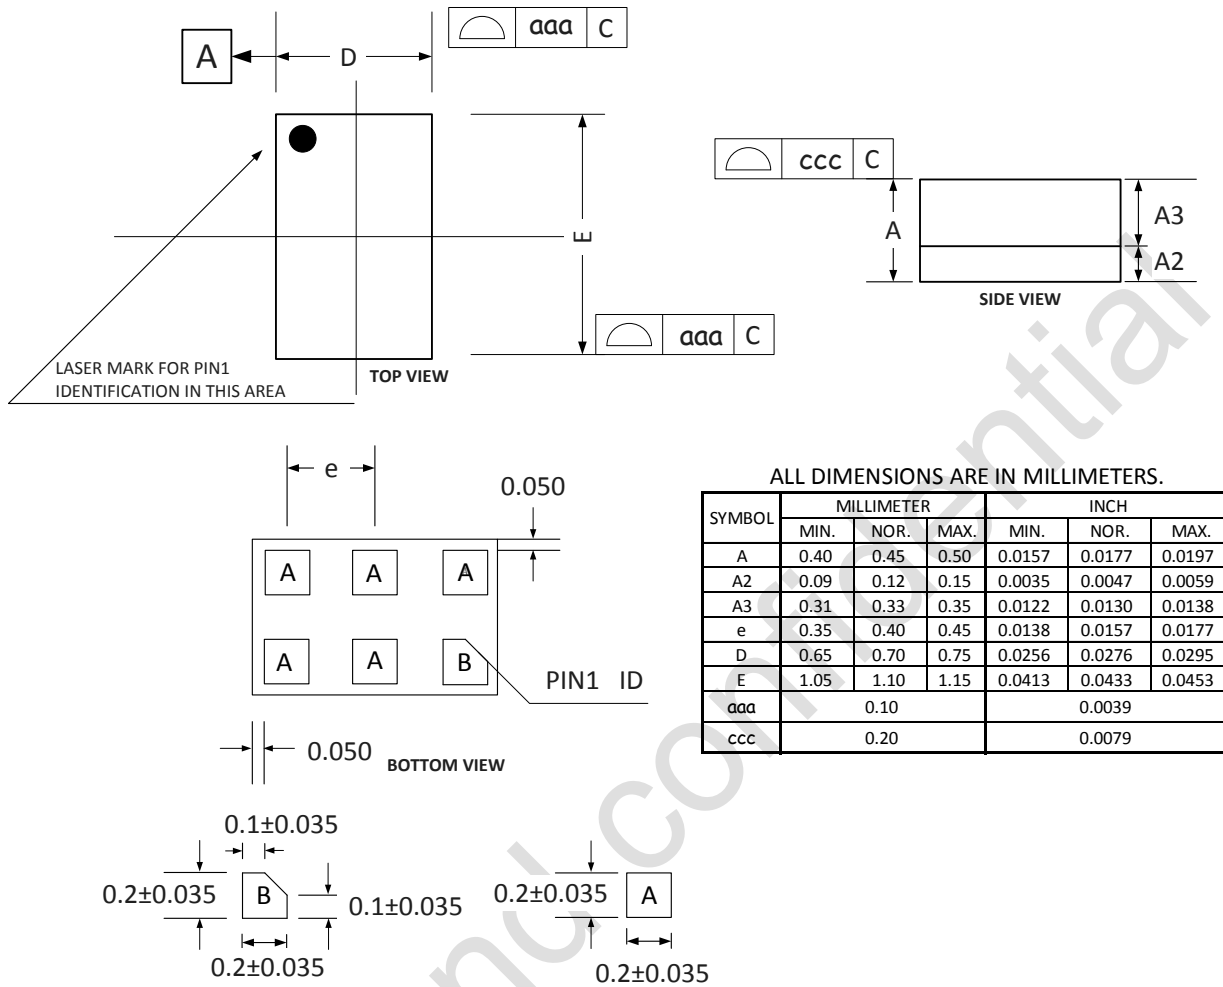 aaa C
A
D
ccc C
E
A
A3
A2
SIDE VIEW
aaa C
LASER MARK FOR PIN1
IDENTIFICATION IN THIS AREA
TOP VIEW
e
0.050
A A A
A A B
PIN1 ID
0.050
BOTTOM VIEW
ALL DIMENSIONS ARE IN MILLIMETERS.
SYMBOL MILLIMETER INCH
MIN. NOR. MAX. MIN. NOR. MAX.
A 0.40 0.45 0.50 0.0157 0.0177 0.0197
A2 0.09 0.12 0.15 0.0035 0.0047 0.0059
A3 0.31 0.33 0.35 0.0122 0.0130 0.0138
e 0.35 0.40 0.45 0.0138 0.0157 0.0177
D 0.65 0.70 0.75 0.0256 0.0276 0.0295
E 1.05 1.10 1.15 0.0413 0.0433 0.0453
aaa 0.10 0.0039
ccc 0.20 0.0079
0.1±0.035
0.2±0.035 B 0.1±0.035
0.2±0.035
0.2±0.035 A
0.2±0.035
confidential